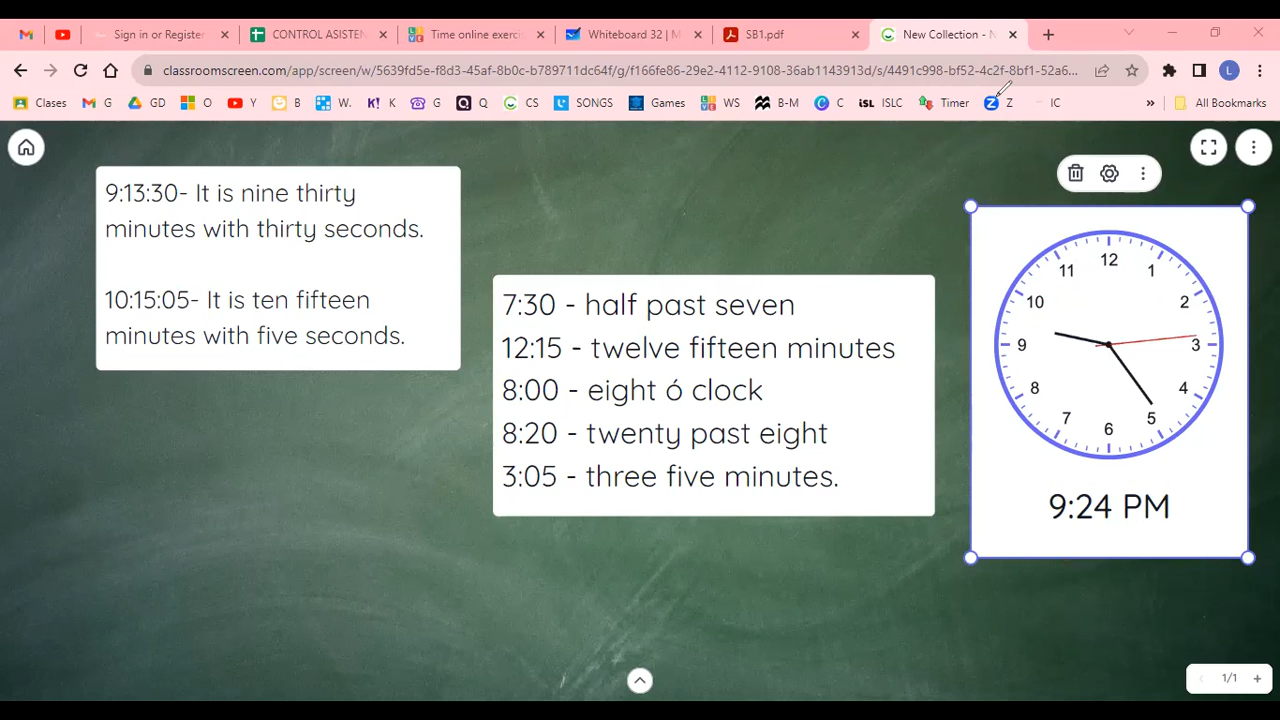 Sign in or Register
CONTROL ASISTEN
Time online exerci
Whiteboard 32 | M
SB1.pdf
New Collection - N
classroomscreen.com/app/screen/w/5639fd5e-f8d3-45af-8b0c-b789711dc64f/g/f166fe86-29e2-4112-9108-36ab1143913d/s/4491c998-bf52-4c2f-8bf1-52a6...
L
Clases
G
GD
O
Y
B
W.
K
G
Q
CS
SONGS
Games
WS
B-M
C
iSL ISLC
Timer
Z
IC
»
All Bookmarks
9:13:30- It is nine thirty
minutes with thirty seconds.
10:15:05- It is ten fifteen
minutes with five seconds.
7:30 - half past seven
12:15 - twelve fifteen minutes
8:00 - eight ó clock
8:20 - twenty past eight
3:05 - three five minutes.
12
1
2
3
4
5
6
7
8
9
10
11
9:24 PM
1/1